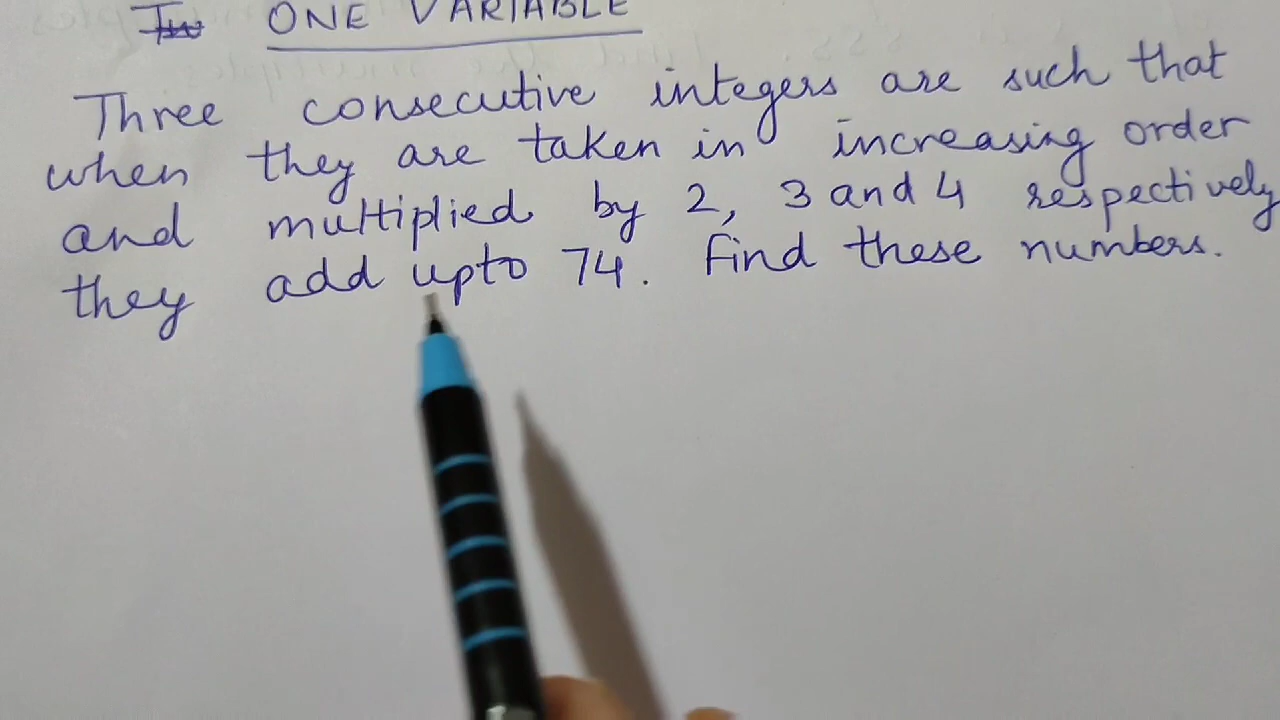 ONE VARIABLE
Three consecutive integers are such that
when they are taken in increasing order
and multiplied by 2, 3 and 4 respectively
they add upto 74. Find these numbers.